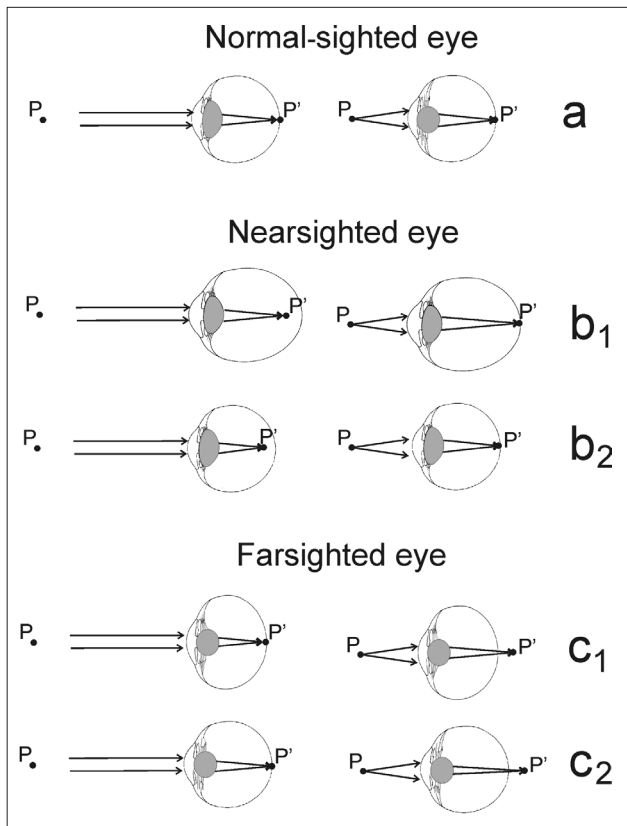 Normal-sighted eye
P P' P P' a
Nearsighted eye
P P' P P' b₁
P P' P P' b₂
Farsighted eye
P P' P P' c₁
P P' P P' c₂